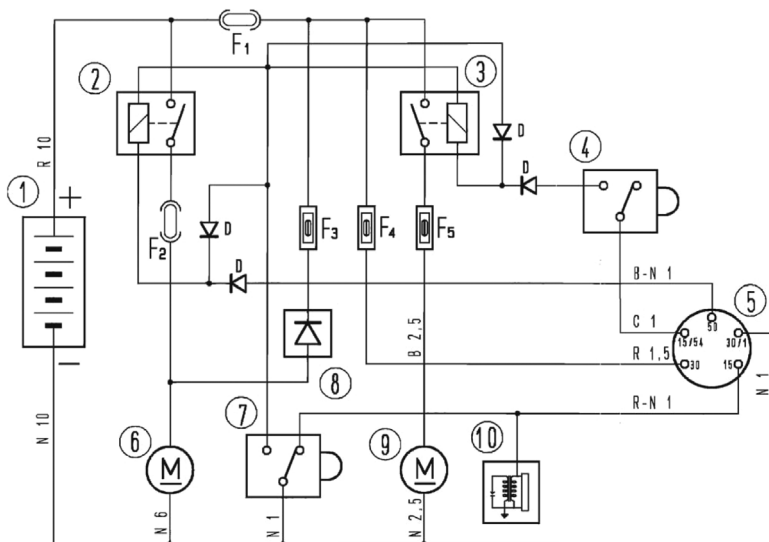 F1
2
3
D
4
D
R 10
1
+
F2
D
F3
F4
F5
D
B-N 1
5
50
C 1
15/54
30/1
B 2,5
R 1,5
30
15
−
8
N 1
R-N 1
7
6
9
10
N 10
M
M
N 6
N 1
N 2,5